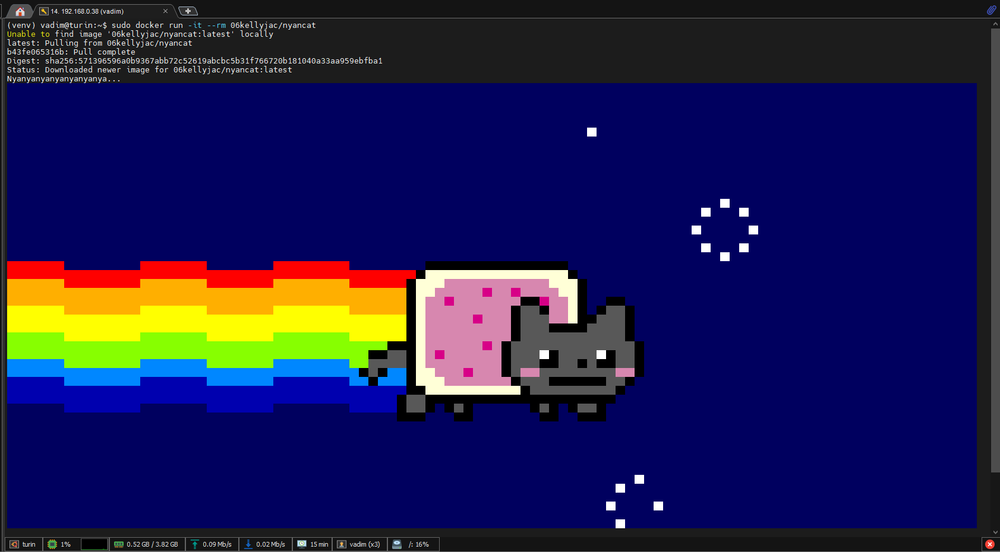 14. 192.168.0.38 (vadim)
(venv) vadim@turin:~$ sudo docker run -it --rm 06kellyjac/nyancat
Unable to find image '06kellyjac/nyancat:latest' locally
latest: Pulling from 06kellyjac/nyancat
b43fe065316b: Pull complete
Digest: sha256:571396596a0b9367abb72c52619abcbc5b31f766720b181040a33aa959ebfba1
Status: Downloaded newer image for 06kellyjac/nyancat:latest
Nyanyanyanyanyanyanya...
turin 1% 0.52 GB / 3.82 GB 0.09 Mb/s 0.02 Mb/s 15 min vadim (x3) /: 16%